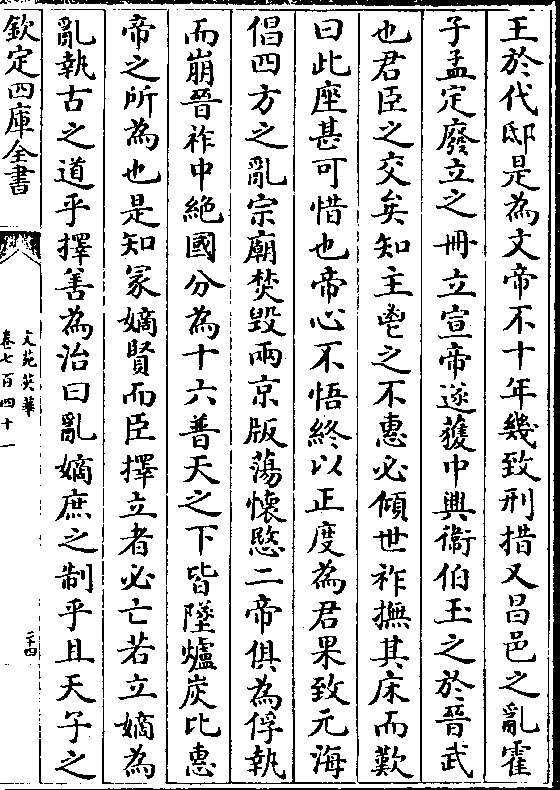 王於代邸是為文帝不十年幾致刑措又昌邑之亂霍
子孟定廢立之冊立宣帝遂獲中興衞伯玉之於晉武
也君臣之交矣知主鬯之不惠必傾世祚撫其床而歎
曰此座甚可惜也帝心不悟終以正度為君果致元海
倡四方之亂宗廟焚毁兩京版蕩懷愍二帝俱為俘執
而崩晉祚中絶國分為十六普天之下皆墜爐炭比惠
帝之所為也是知冢嫡賢而臣擇立者必亡若立嫡為
亂執古之道乎擇善為治曰亂嫡庶之制乎且天子之
欽定四庫全書
文苑英華
卷七百四十一
二十四